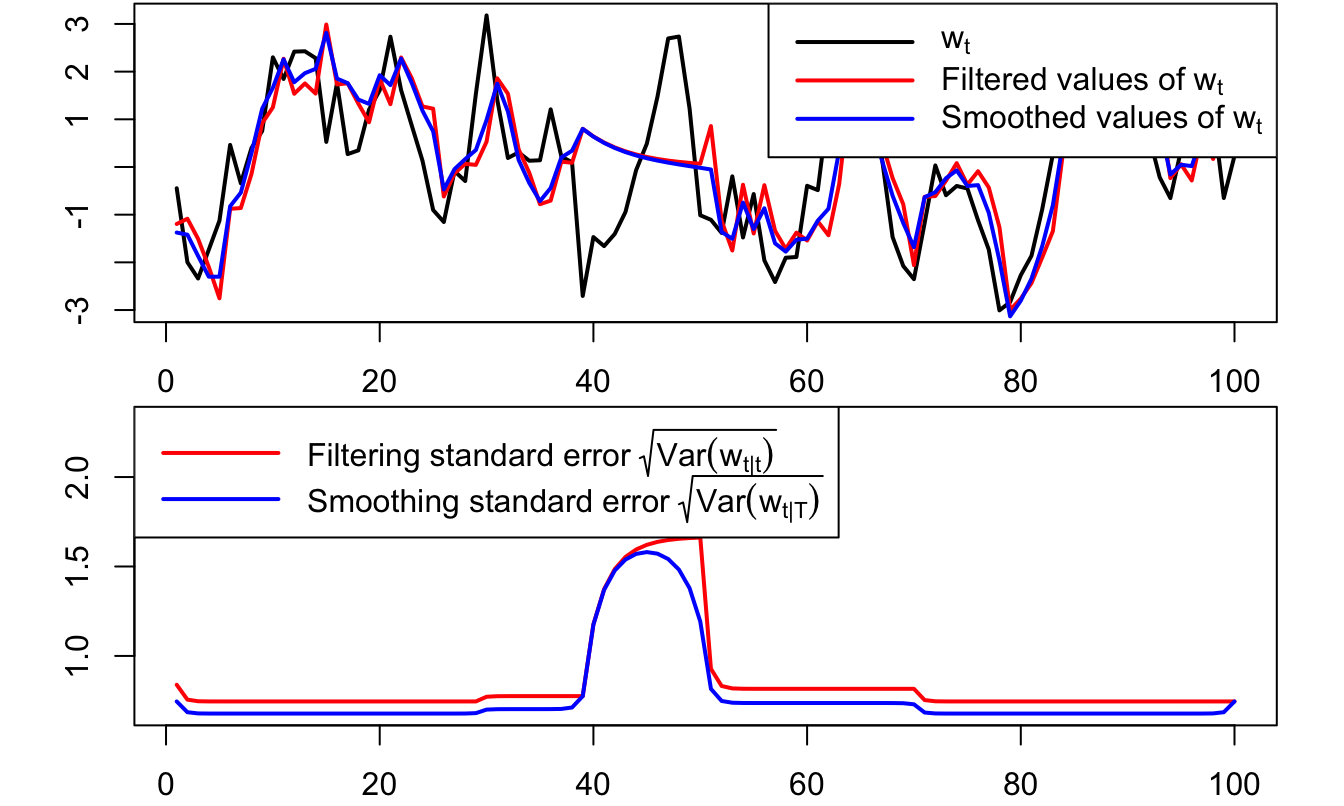 3
2
1
-1
-3
w_t
Filtered values of w_t
Smoothed values of w_t
0 20 40 60 80 100
2.0
1.5
1.0
Filtering standard error √Var(w_t|t)
Smoothing standard error √Var(w_t|T)
0 20 40 60 80 100